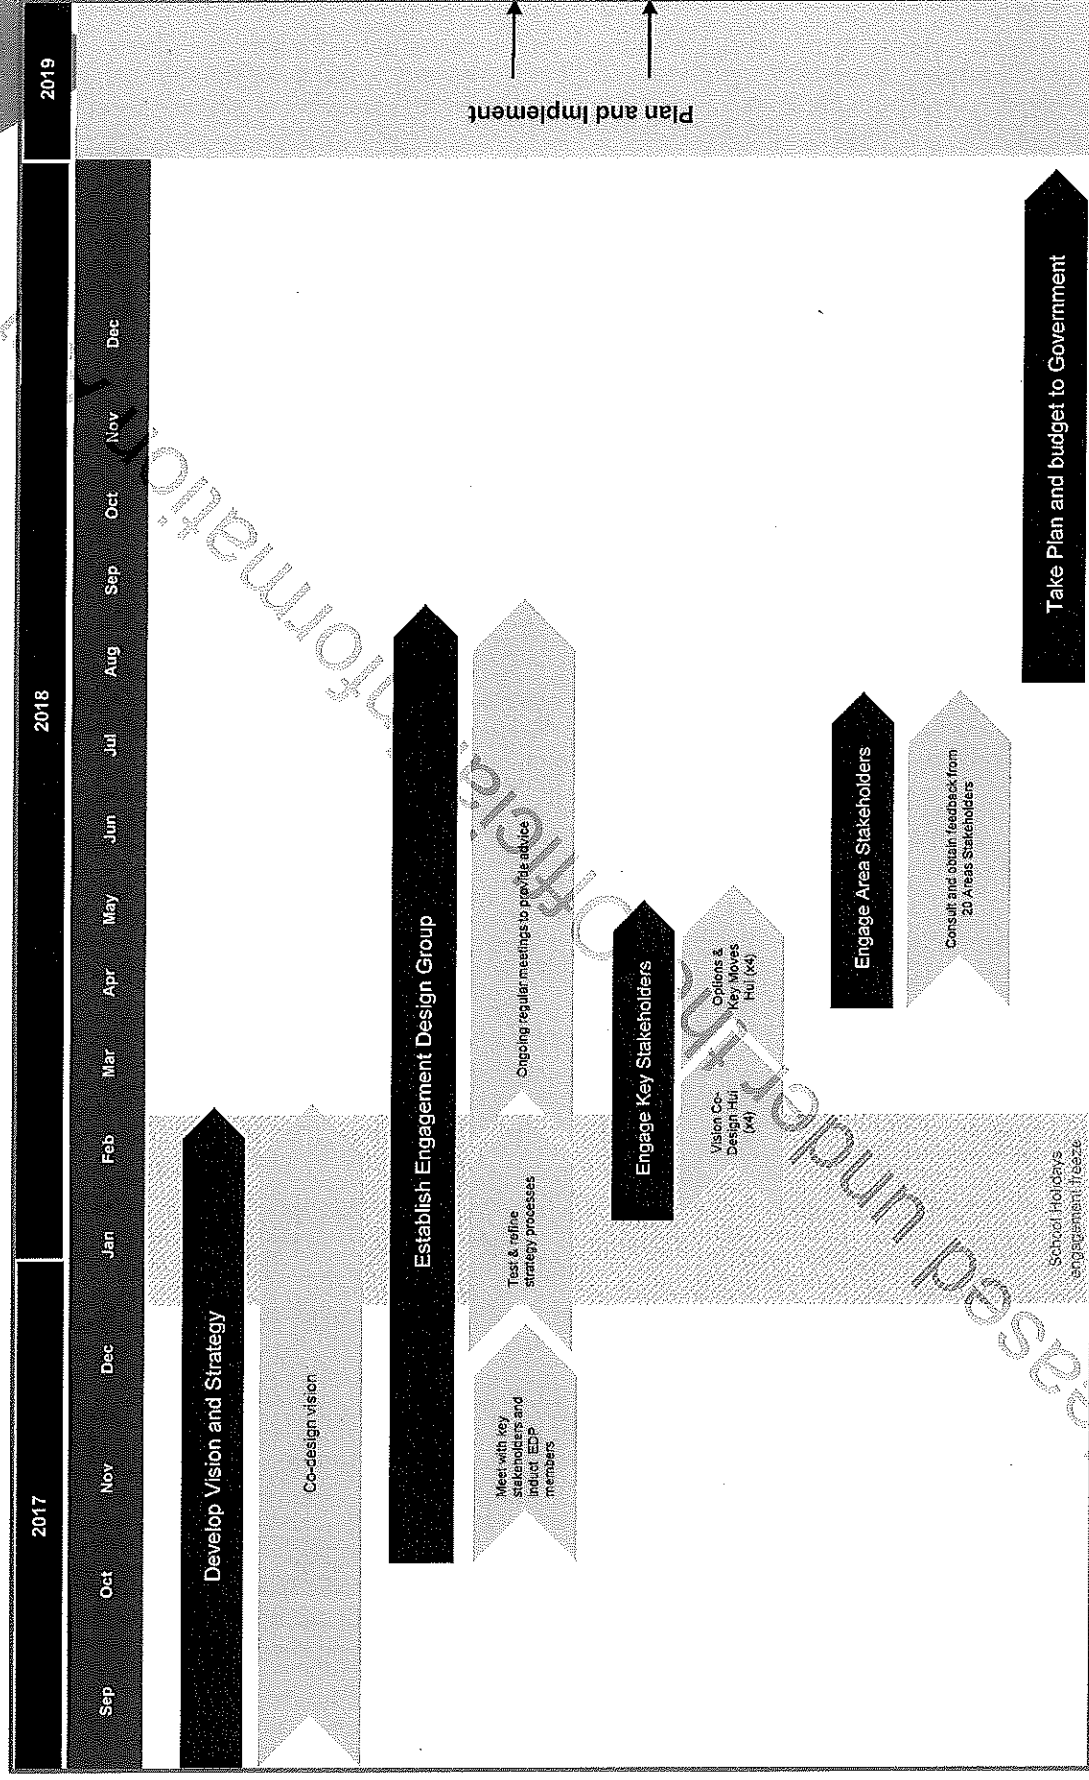 2017
2018
2019
Sep
Oct
Nov
Dec
Jan
Feb
Mar
Apr
May
Jun
Jul
Aug
Sep
Oct
Nov
Dec
Develop Vision and Strategy
Co-design vision
Establish Engagement Design Group
Meet with key
stakeholders and
induct EDP
members
Test & refine
strategy processes
Ongoing regular meetings to provide advice
Engage Key Stakeholders
Vision Co-
Design Hui
(x4)
Options &
Key Moves
Hui (x4)
Engage Area Stakeholders
Consult and obtain feedback from
20 Areas Stakeholders
Take Plan and budget to Government
School Holidays
engagement freeze
Plan and Implement
under the Official Information